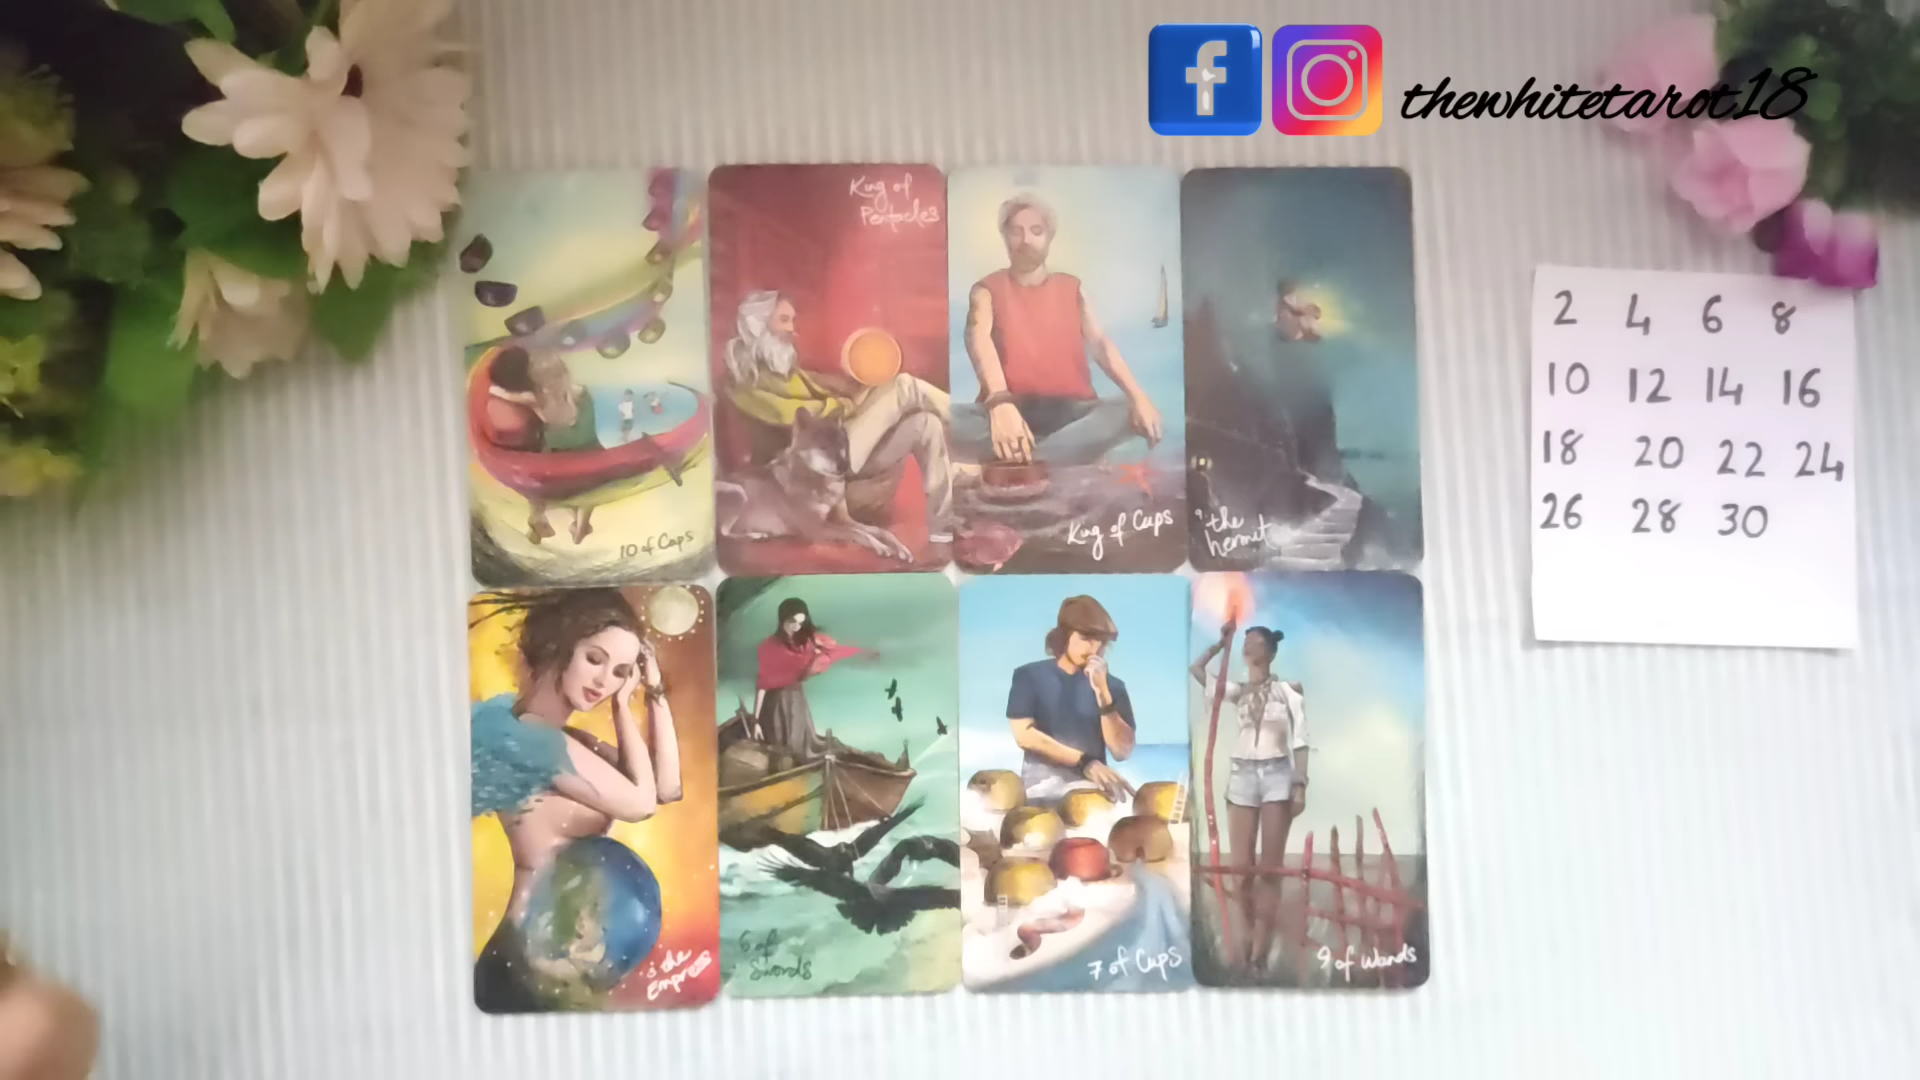 thewhitetarot18
King of
Pentacles
10 of Cups
King of Cups
9 the
hermit
3 the
Empress
6 of
Swords
7 of Cups
9 of Wands
2 4 6 8
10 12 14 16
18 20 22 24
26 28 30